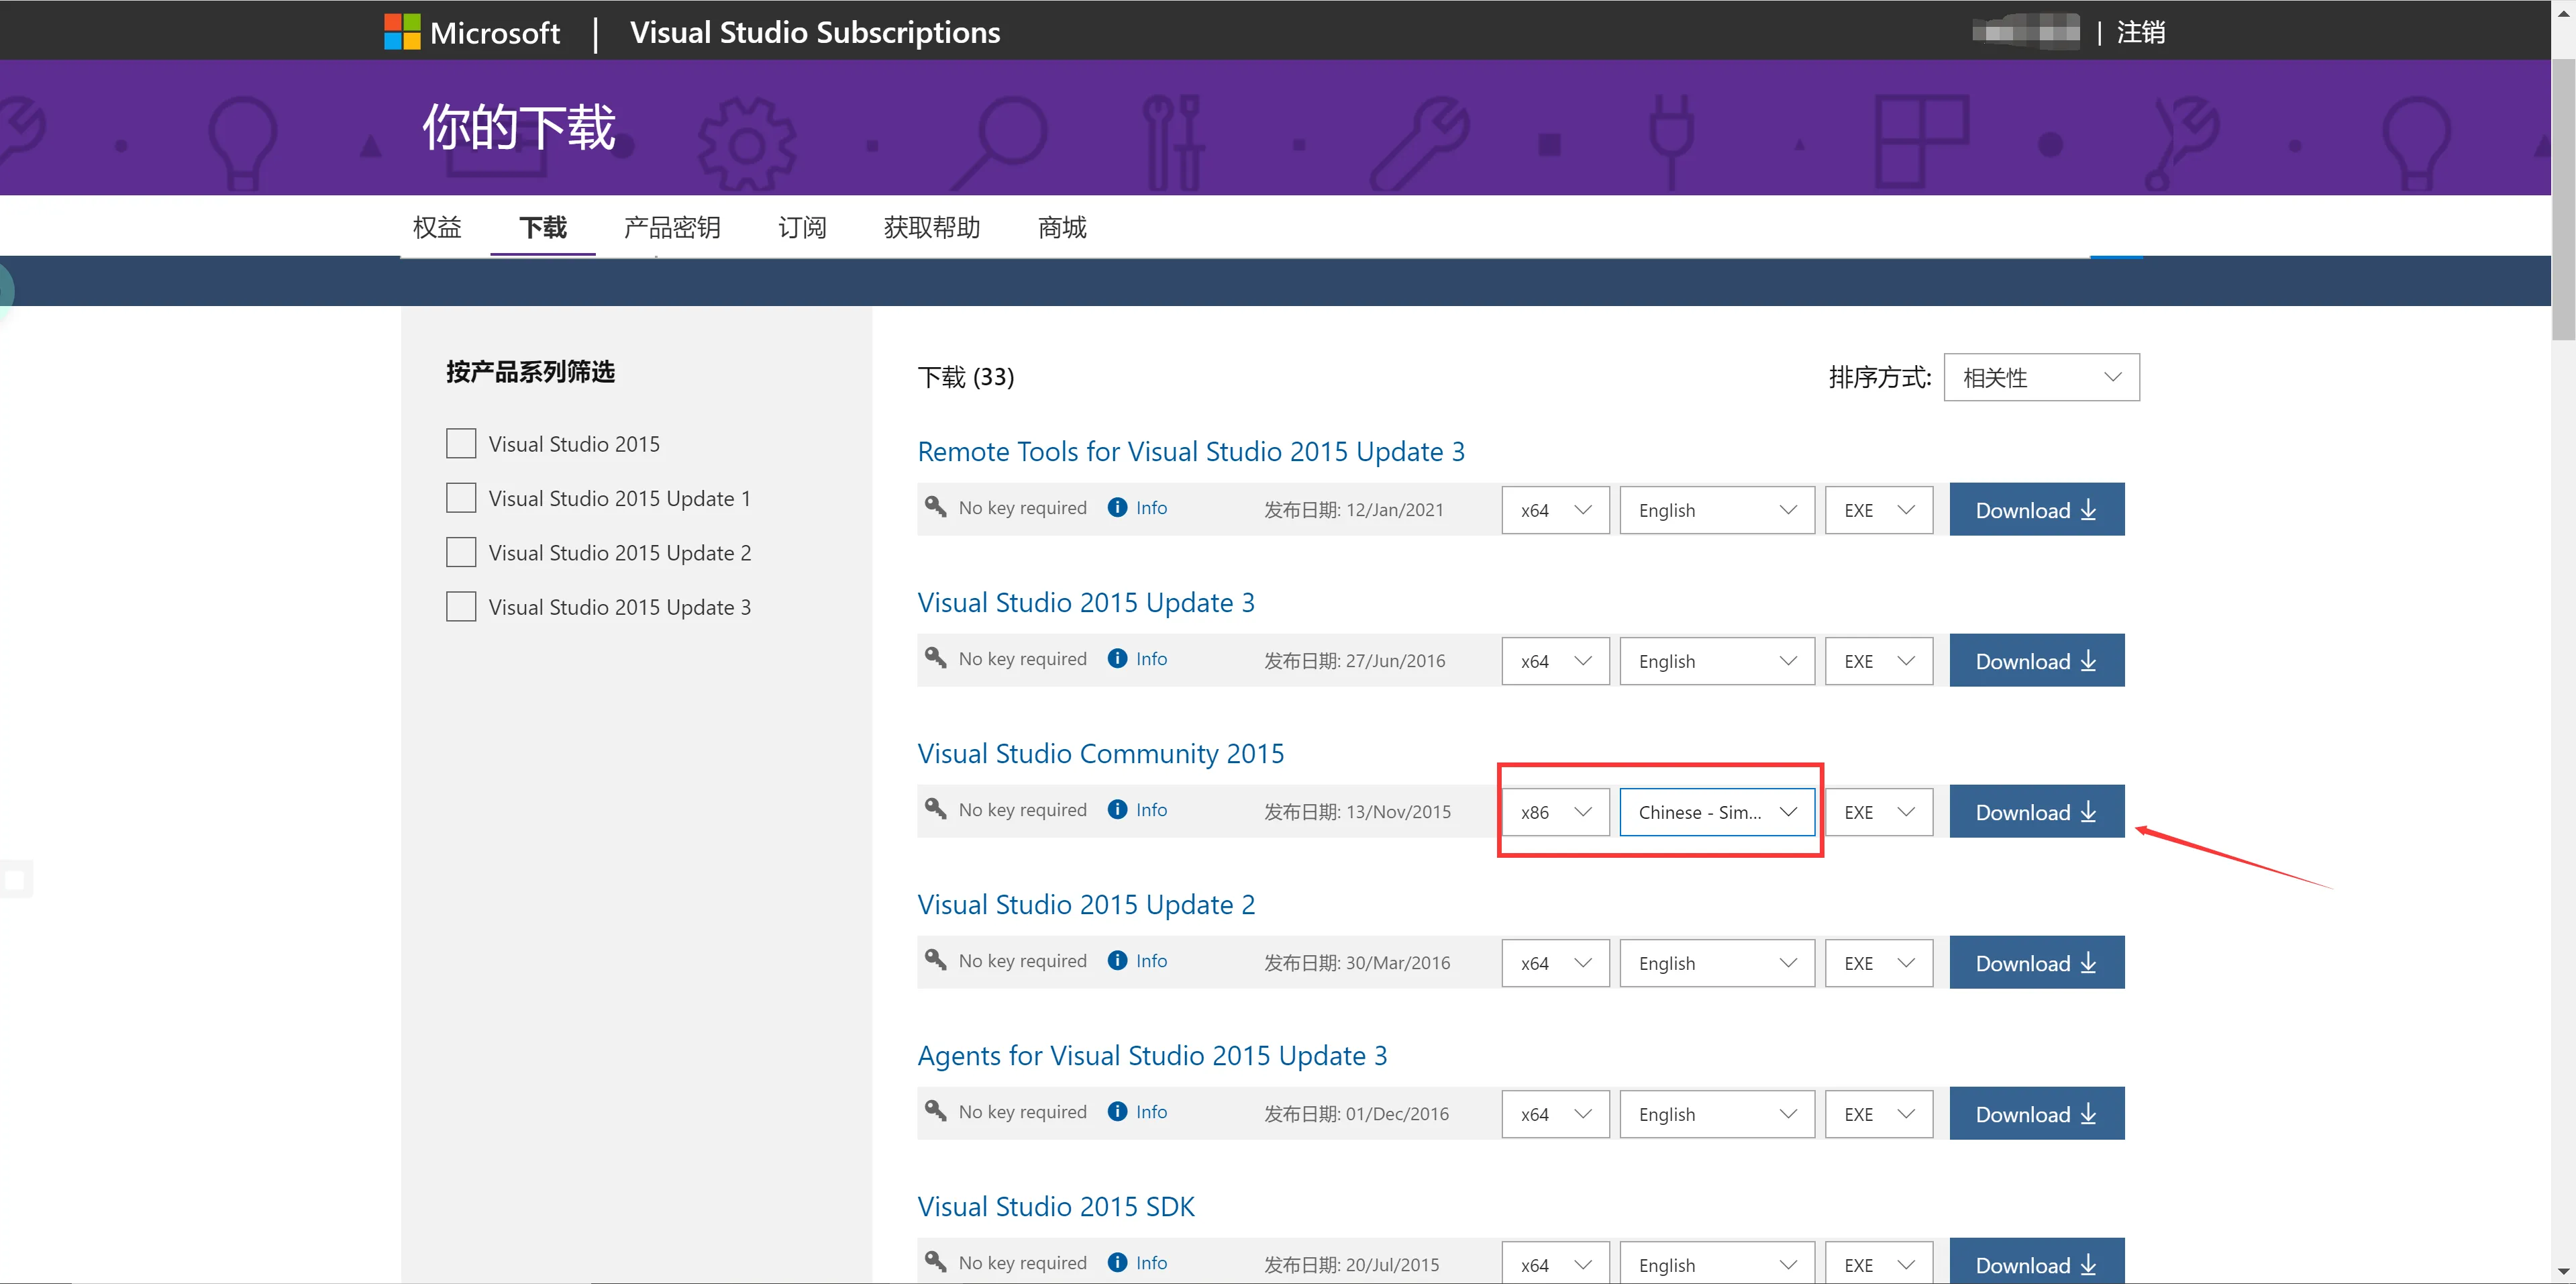 Microsoft | Visual Studio Subscriptions | 注销
你的下载
权益 下载 产品密钥 订阅 获取帮助 商城
按产品系列筛选
Visual Studio 2015
Visual Studio 2015 Update 1
Visual Studio 2015 Update 2
Visual Studio 2015 Update 3
下载 (33) 排序方式: 相关性
Remote Tools for Visual Studio 2015 Update 3
No key required Info 发布日期: 12/Jan/2021 x64 English EXE Download
Visual Studio 2015 Update 3
No key required Info 发布日期: 27/Jun/2016 x64 English EXE Download
Visual Studio Community 2015
No key required Info 发布日期: 13/Nov/2015 x86 Chinese - Sim... EXE Download
Visual Studio 2015 Update 2
No key required Info 发布日期: 30/Mar/2016 x64 English EXE Download
Agents for Visual Studio 2015 Update 3
No key required Info 发布日期: 01/Dec/2016 x64 English EXE Download
Visual Studio 2015 SDK
No key required Info 发布日期: 20/Jul/2015 x64 English EXE Download